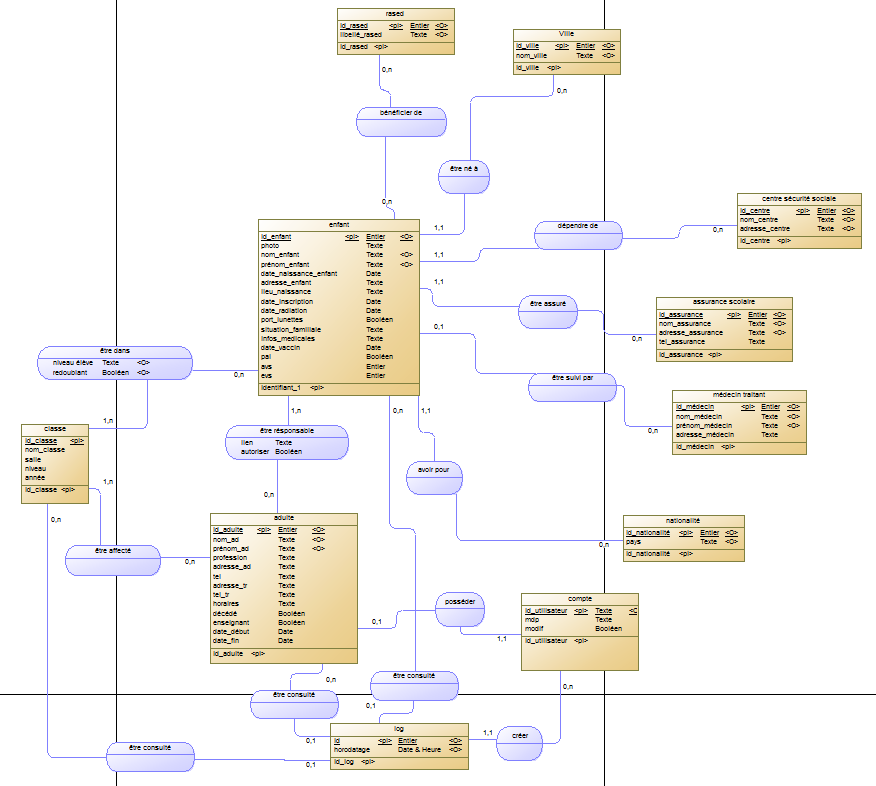 rased
id_rased <pi> Entier <O>
libellé_rased Texte <O>
id_rased <pi>
0,n
bénéficier de
0,n
Ville
id_ville <pi> Entier <O>
nom_ville Texte <O>
id_ville <pi>
0,n
être né à
1,1
centre sécurité sociale
id_centre <pi> Entier <O>
nom_centre Texte <O>
adresse_centre Texte <O>
id_centre <pi>
0,n
dépendre de
1,1
enfant
id_enfant <pi> Entier <O>
photo Texte
nom_enfant Texte <O>
prénom_enfant Texte <O>
date_naissance_enfant Date
adresse_enfant Texte
lieu_naissance Texte
date_inscription Date
date_radiation Date
port_lunettes Booléen
situation_familiale Texte
infos_medicales Texte
date_vaccin Date
pai Booléen
avs Entier
evs Entier
Identifiant_1 <pi>
1,1
être assuré
0,n
assurance scolaire
id_assurance <pi> Entier <O>
nom_assurance Texte <O>
adresse_assurance Texte <O>
tel_assurance Texte
id_assurance <pi>
0,1
être suivi par
0,n
médecin traitant
id_médecin <pi> Entier <O>
nom_médecin Texte <O>
prénom_médecin Texte <O>
adresse_médecin Texte
id_médecin <pi>
être dans
niveau élève Texte <O>
redoublant Booléen <O>
0,n
1,n
classe
id_classe <pi>
nom_classe
salle
niveau
année
id_classe <pi>
1,n
0,n
1,n
être résponsable
lien Texte
autoriser Booléen
0,n
0,n
1,1
avoir pour
0,n
nationalité
id_nationalité <pi> Entier <O>
pays Texte <O>
id_nationalité <pi>
être affecté
0,n
adulte
id_adulte <pi> Entier <O>
nom_ad Texte <O>
prénom_ad Texte <O>
profession Texte
adresse_ad Texte
tel Texte
adresse_tr Texte
tel_tr Texte
horaires Texte
décédé Booléen
enseignant Booléen
date_début Date
date_fin Date
id_adulte <pi>
0,1
posséder
1,1
compte
id_utilisateur <pi> Texte
mdp Texte
modif Booléen
id_utilisateur <pi>
0,n
0,n
être consulté
0,1
être consulté
0,1
log
id <pi> Entier <O>
horodatage Date & Heure <O>
id_log <pi>
1,1
créer
être consulté
0,1